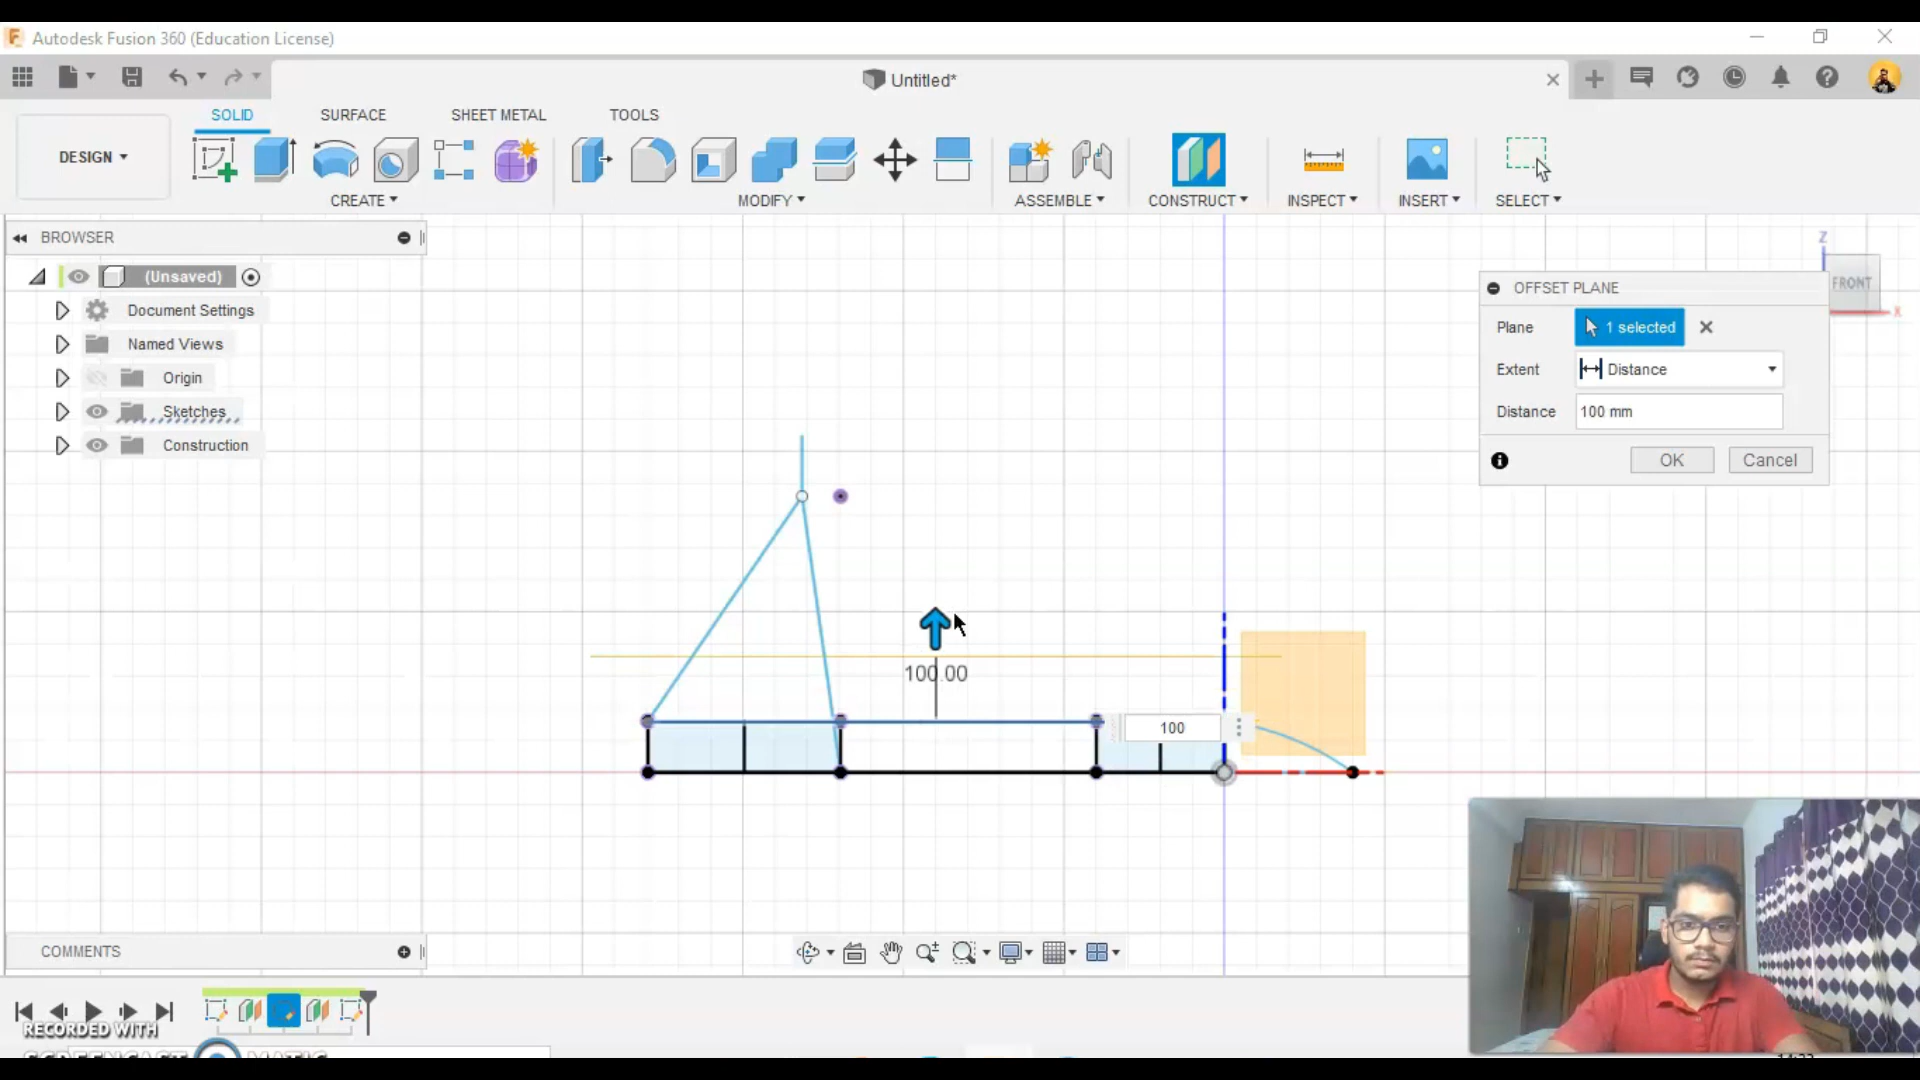 Autodesk Fusion 360 (Education License)
Untitled*
SOLID SURFACE SHEET METAL TOOLS
DESIGN
CREATE MODIFY ASSEMBLE CONSTRUCT INSPECT INSERT SELECT
BROWSER
(Unsaved)
Document Settings
Named Views
Origin
Sketches
Construction
Z
FRONT
X
OFFSET PLANE
Plane 1 selected
Extent Distance
Distance 100 mm
OK Cancel
100.00
100
COMMENTS
RECORDED WITH